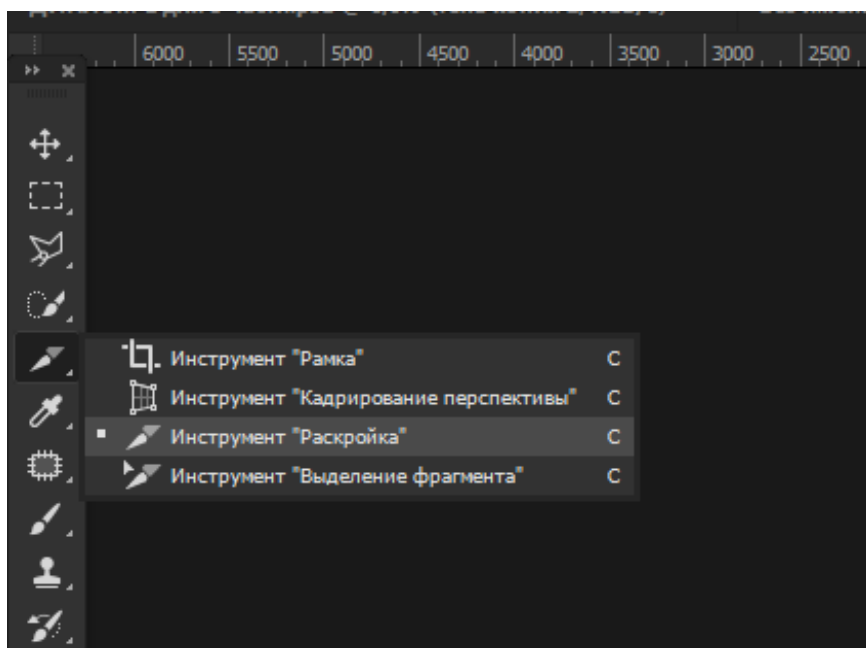 6000 5500 5000 4500 4000 3500 3000 2500
Инструмент "Рамка" C
Инструмент "Кадрирование перспективы" C
Инструмент "Раскройка" C
Инструмент "Выделение фрагмента" C